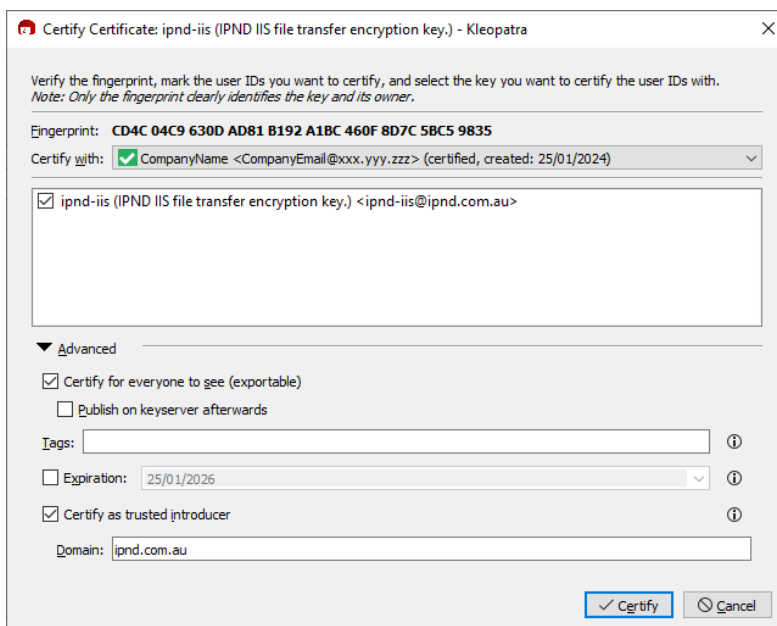 Certify Certificate: ipnd-iis (IPND IIS file transfer encryption key.) - Kleopatra
Verify the fingerprint, mark the user IDs you want to certify, and select the key you want to certify the user IDs with.
Note: Only the fingerprint clearly identifies the key and its owner.
Fingerprint: CD4C 04C9 630D AD81 B192 A1BC 460F 8D7C 5BC5 9835
Certify with: CompanyName <CompanyEmail@xxx.yyy.zzz> (certified, created: 25/01/2024)
ipnd-iis (IPND IIS file transfer encryption key.) <ipnd-iis@ipnd.com.au>
Advanced
Certify for everyone to see (exportable)
Publish on keyserver afterwards
Tags:
Expiration: 25/01/2026
Certify as trusted introducer
Domain: ipnd.com.au
Certify Cancel